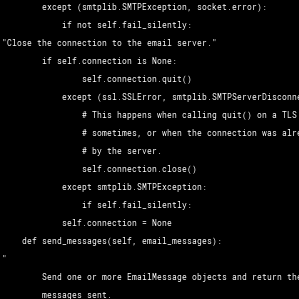 except (smtplib.SMTPException, socket.error):
if not self.fail_silently:
"Close the connection to the email server."
if self.connection is None:
self.connection.quit()
except (ssl.SSLError, smtplib.SMTPServerDisconne
# This happens when calling quit() on a TLS
# sometimes, or when the connection was alre
# by the server.
self.connection.close()
except smtplib.SMTPException:
if self.fail_silently:
self.connection = None
def send_messages(self, email_messages):
"
Send one or more EmailMessage objects and return the
messages sent.